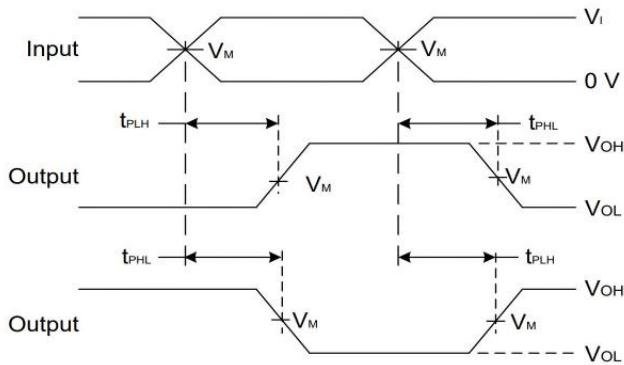 Input VM VM VI
0 V
tPLH tPHL
Output VM VM VOH
VOL
tPHL tPLH
Output VM VM VOH
VOL